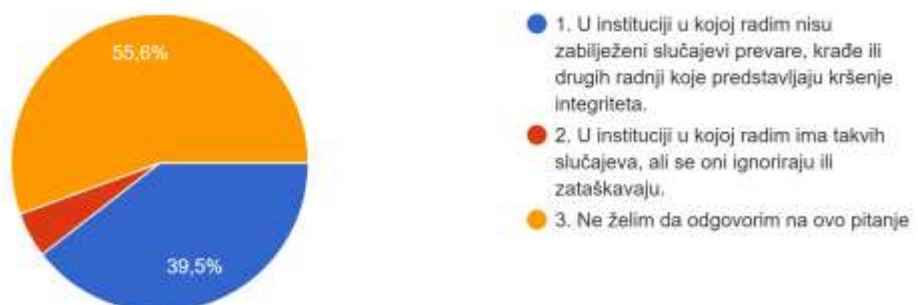 55,6%
39,5%
1. U instituciji u kojoj radim nisu
zabilježeni slučajevi prevare, krađe ili
drugih radnji koje predstavljaju kršenje
integriteta.
2. U instituciji u kojoj radim ima takvih
slučajeva, ali se oni ignoriraju ili
zataškavaju.
3. Ne želim da odgovorim na ovo pitanje